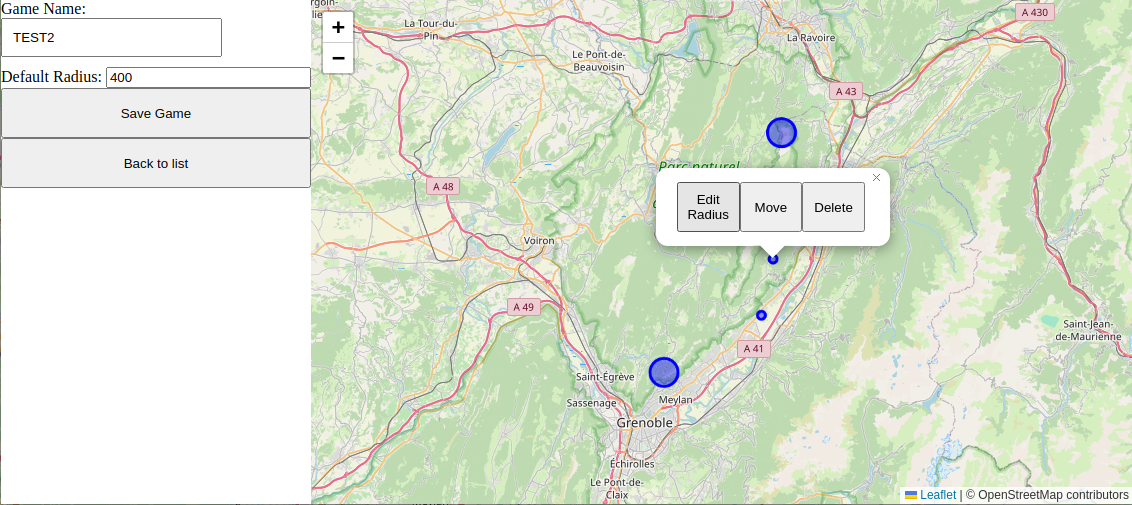 Game Name:
TEST2
Default Radius: 400
Save Game
Back to list
+
−
La Tour-du-
Pin
Le Pont-de-
Beauvoisin
La Ravoire
A 430
A 43
A 48
Parc naturel
×
Edit
Radius
Move
Delete
Voiron
A 49
A 41
Saint-Jean-
de-Maurienne
Saint-Égrève
Sassenage
Meylan
Grenoble
Échirolles
Le Pont-de-
Claix
Leaflet | © OpenStreetMap contributors